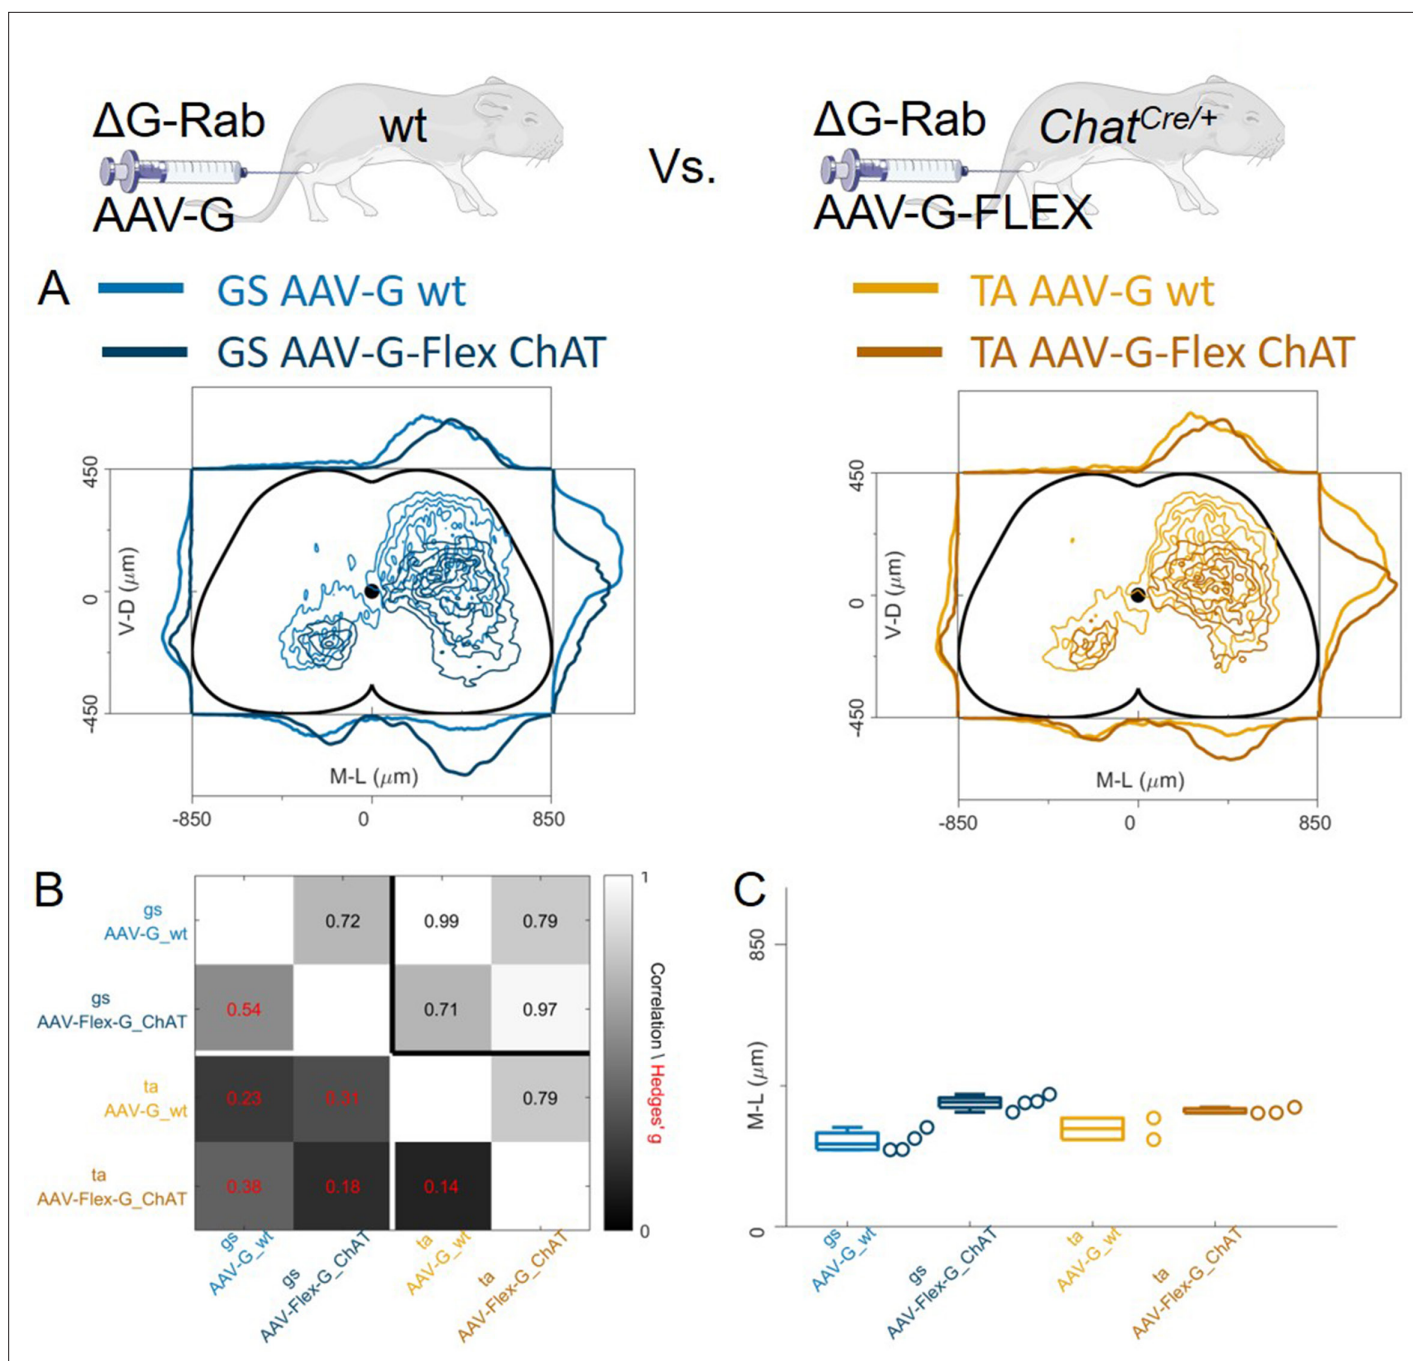 ΔG-Rab
wt
AAV-G
Vs.
ΔG-Rab
Chat^Cre/+
AAV-G-FLEX
A
GS AAV-G wt
GS AAV-G-Flex ChAT
TA AAV-G wt
TA AAV-G-Flex ChAT
450
0
-450
V-D (μm)
M-L (μm)
-850
0
850
450
0
-450
V-D (μm)
M-L (μm)
-850
0
850
B
gs
AAV-G_wt
gs
AAV-Flex-G_ChAT
ta
AAV-G_wt
ta
AAV-Flex-G_ChAT
0.72
0.99
0.79
0.54
0.71
0.97
0.23
0.31
0.79
0.38
0.18
0.14
gs
AAV-G_wt
gs
AAV-Flex-G_ChAT
ta
AAV-G_wt
ta
AAV-Flex-G_ChAT
1
0
Correlation \ Hedges' g
C
850
0
M-L (μm)
gs
AAV-G_wt
gs
AAV-Flex-G_ChAT
ta
AAV-G_wt
ta
AAV-Flex-G_ChAT